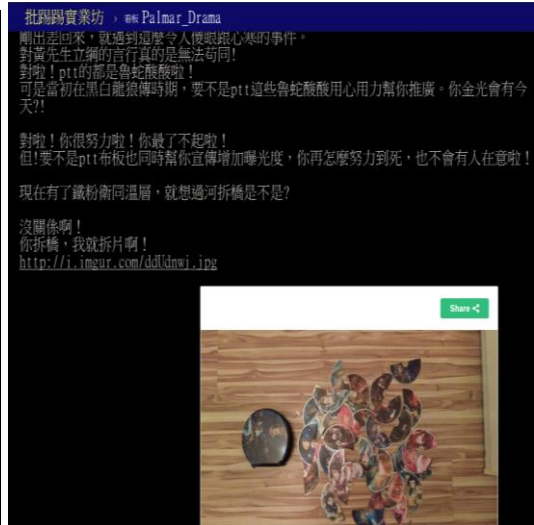 批踢踢實業坊 › 看板 Palmar_Drama
剛出差回來，就遇到這麼令人傻眼跟心寒的事件。
對黃先生立綱的言行真的是無法苟同!
對啦！ptt的都是魯蛇酸酸啦！
可是當初在黑白龍狼傳時期，要不是ptt這些魯蛇酸酸用心用力幫你推廣。你金光會有今
天?!
對啦！你很努力啦！你最了不起啦！
但!要不是ptt布板也同時幫你宣傳增加曝光度，你再怎麼努力到死，也不會有人在意啦！
現在有了鐵粉衛同溫層，就想過河拆橋是不是?
沒關係啊！
你拆橋，我就拆片啊！
http://i.imgur.com/ddUdnwj.jpg
Share